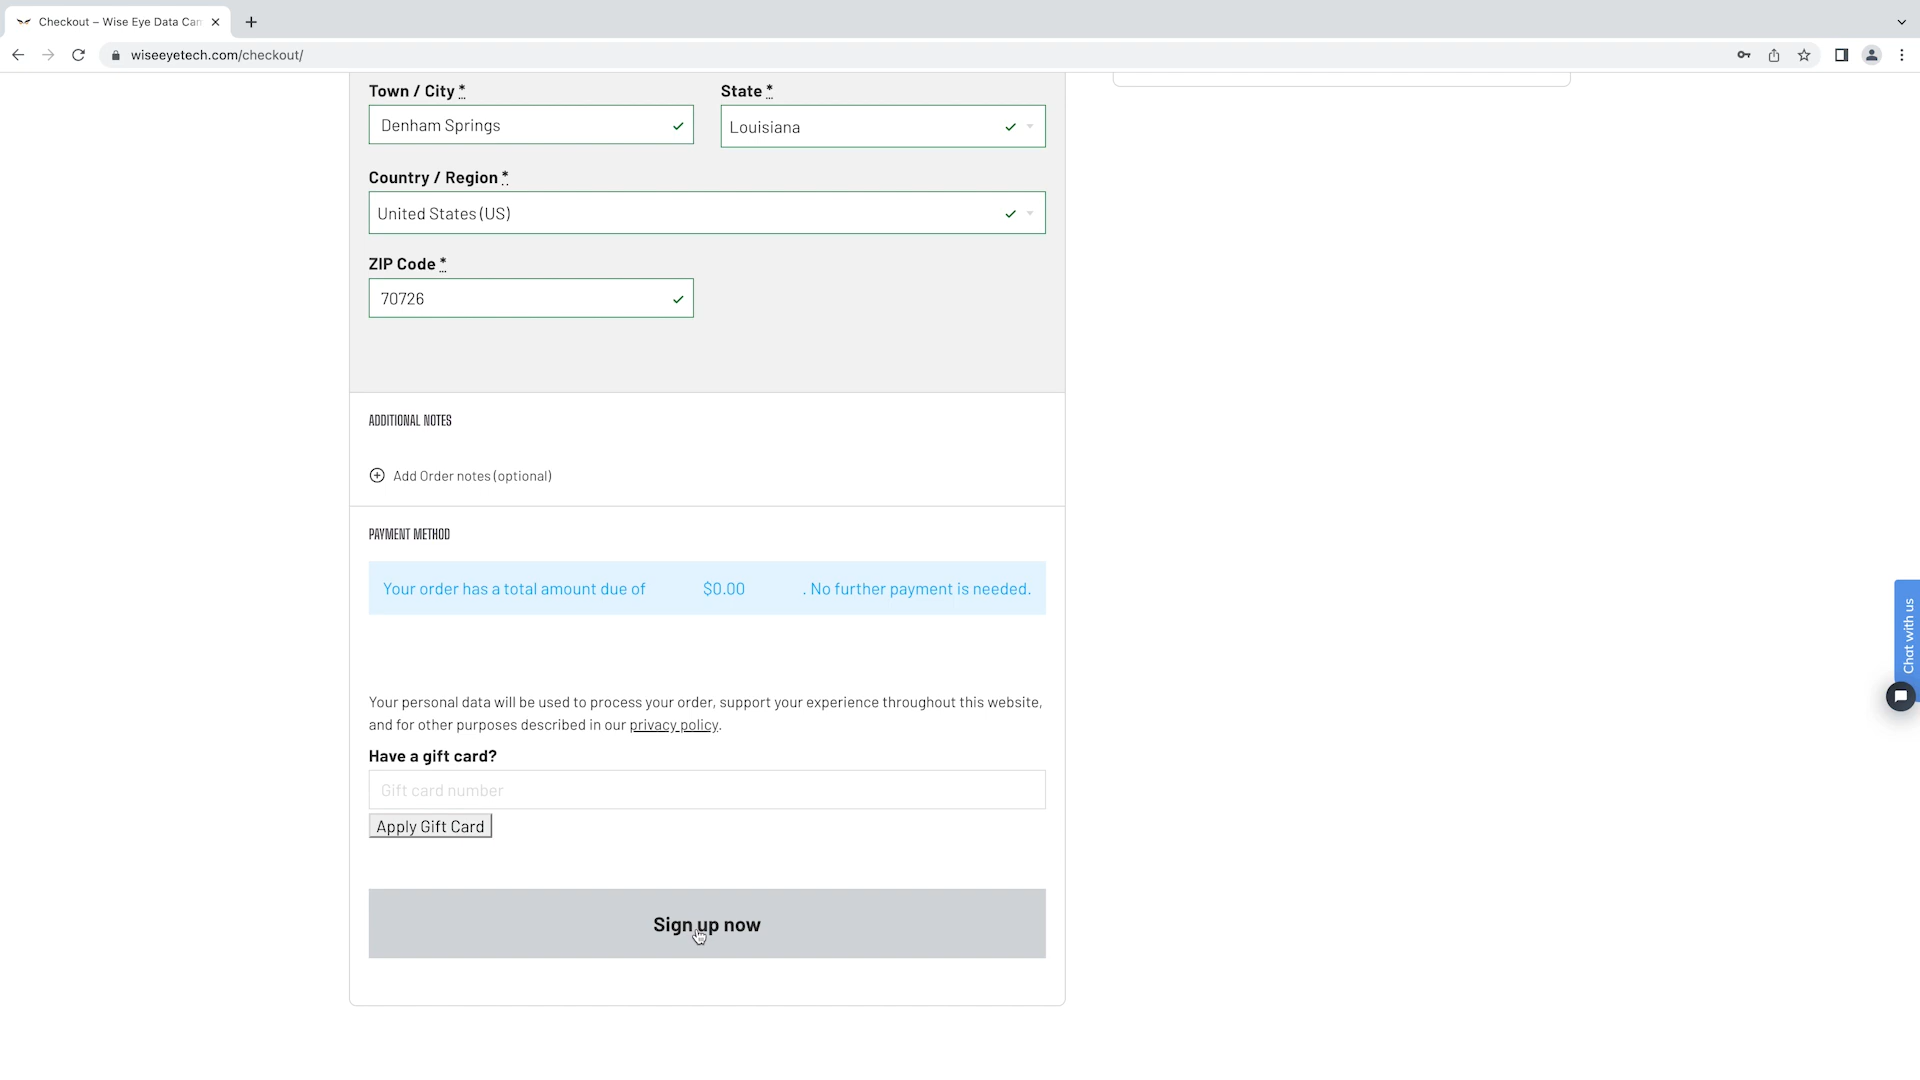 Checkout – Wise Eye Data Cam
wiseeyetech.com/checkout/
Town / City *
State *
Denham Springs
Louisiana
Country / Region *
United States (US)
ZIP Code *
70726
ADDITIONAL NOTES
Add Order notes (optional)
PAYMENT METHOD
Your order has a total amount due of $0.00 . No further payment is needed.
Your personal data will be used to process your order, support your experience throughout this website,
and for other purposes described in our privacy policy.
Have a gift card?
Gift card number
Apply Gift Card
Sign up now
Chat with us